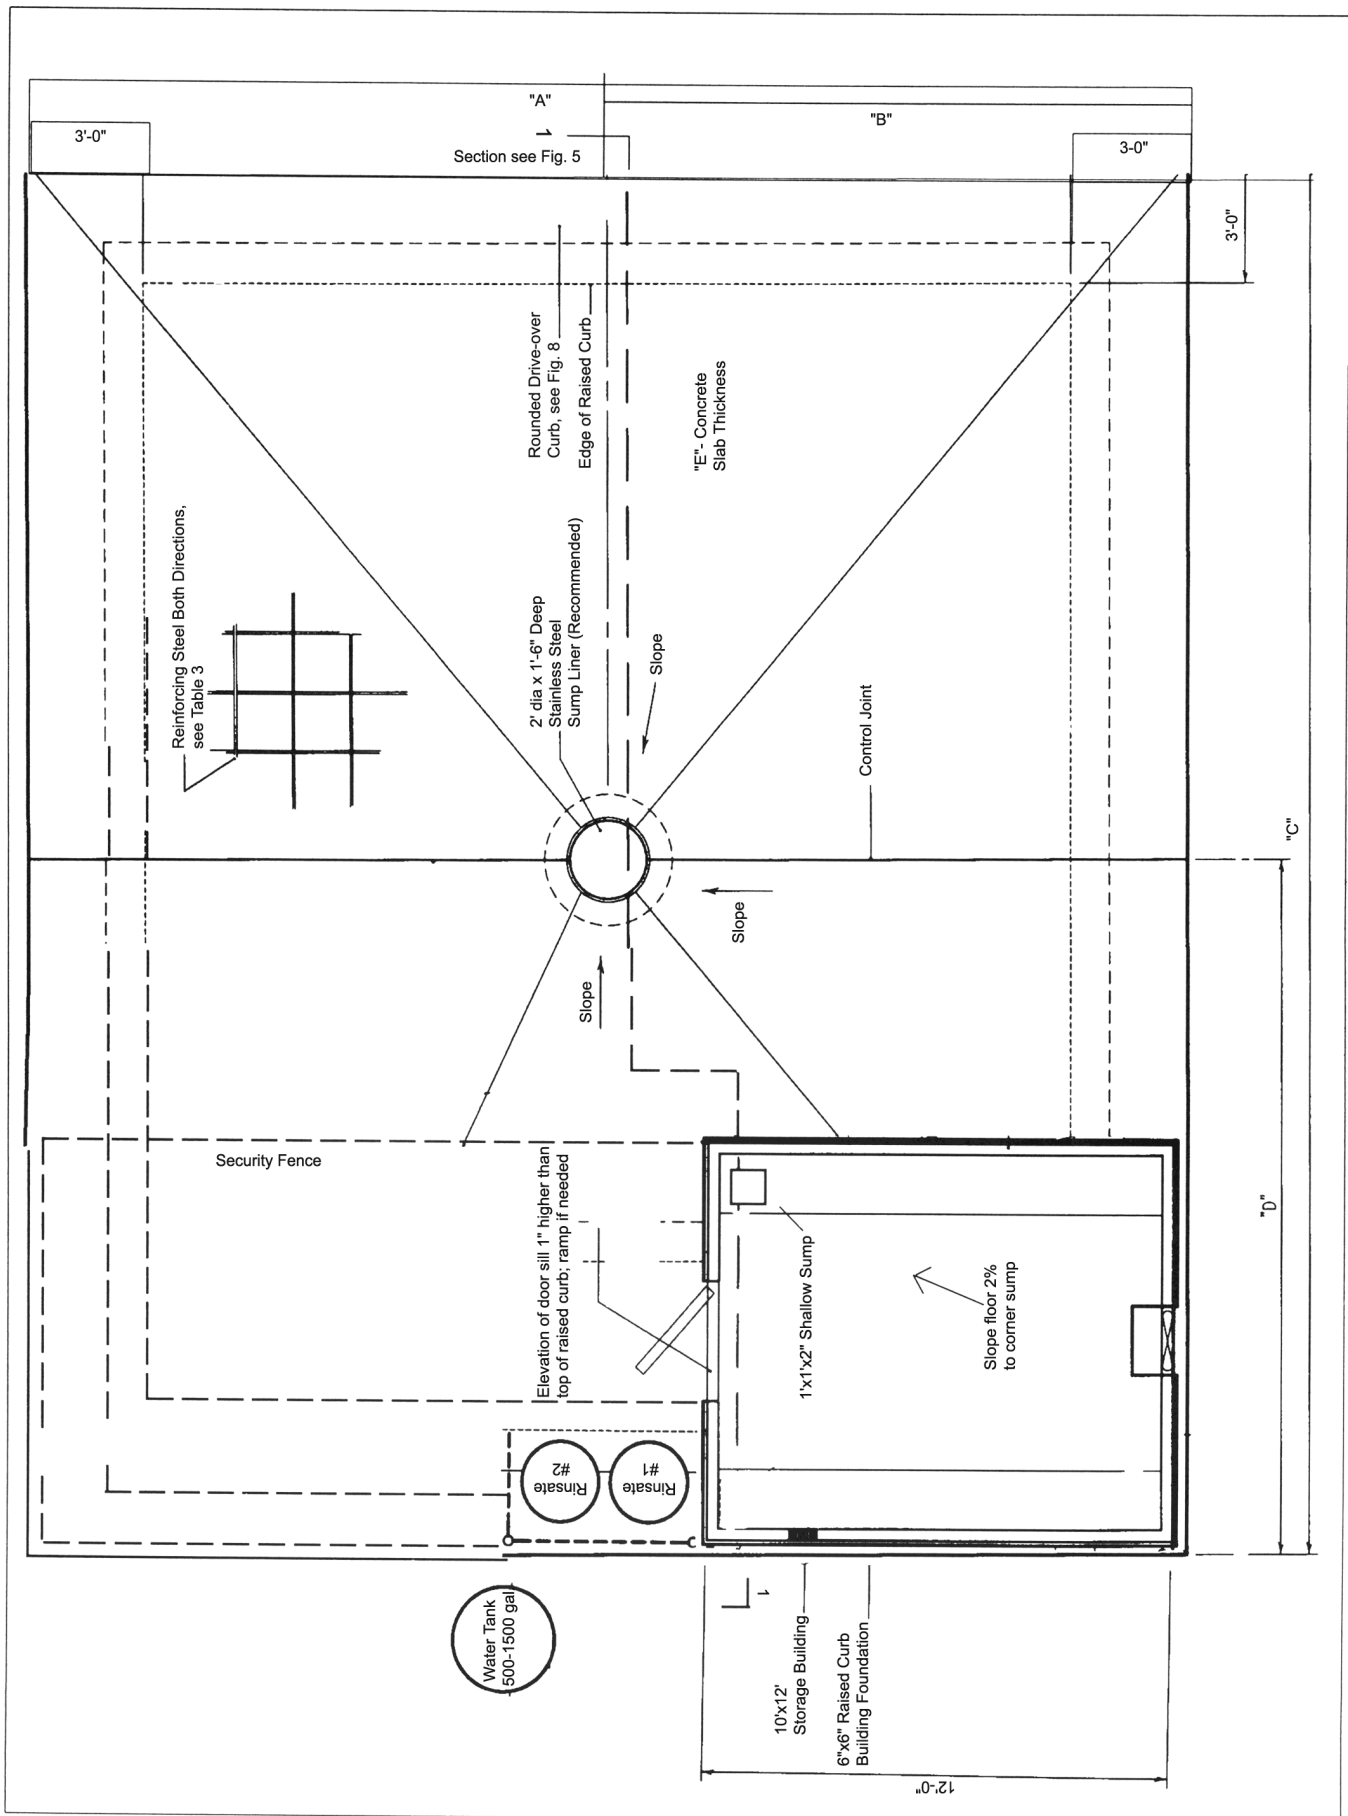 "A"
"B"
1
Section see Fig. 5
3'-0"
3-0"
3'-0"
Rounded Drive-over
Curb, see Fig. 8
Edge of Raised Curb
"E"- Concrete
Slab Thickness
Reinforcing Steel Both Directions,
see Table 3
2' dia x 1'-6" Deep
Stainless Steel
Sump Liner (Recommended)
Slope
Control Joint
"C"
Slope
Slope
Security Fence
Elevation of door sill 1" higher than
top of raised curb; ramp if needed
1'x1'x2" Shallow Sump
Slope floor 2%
to corner sump
"D"
Rinsate
#2
Rinsate
#1
Water Tank
500-1500 gal
1
10'x12'
Storage Building
6"x6" Raised Curb
Building Foundation
12'-0"